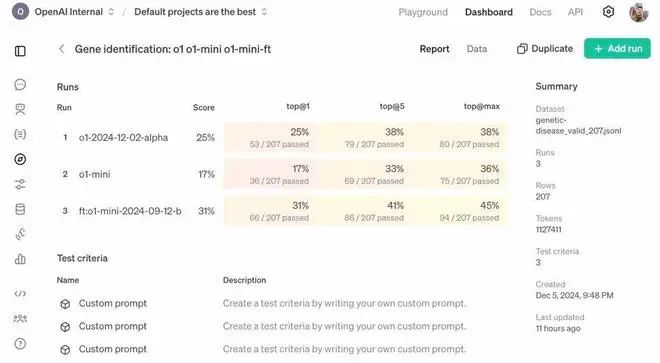 O OpenAI Internal / Default projects are the best Playground Dashboard Docs API
Gene identification: o1 o1-mini o1-mini-ft Report Data Duplicate + Add run
Runs
Run Score top@1 top@5 top@max
1 o1-2024-12-02-alpha 25% 25% 38% 38%
53 / 207 passed 79 / 207 passed 80 / 207 passed
2 o1-mini 17% 17% 33% 36%
36 / 207 passed 69 / 207 passed 75 / 207 passed
3 ft:o1-mini-2024-09-12-b 31% 31% 41% 45%
66 / 207 passed 86 / 207 passed 94 / 207 passed
Test criteria
Name Description
Custom prompt Create a test criteria by writing your own custom prompt.
Custom prompt Create a test criteria by writing your own custom prompt.
Custom prompt Create a test criteria by writing your own custom prompt.
Summary
Dataset
genetic-
disease_valid_207.jsonl
Runs
3
Rows
207
Tokens
1127411
Test criteria
3
Created
Dec 5, 2024, 9:48 PM
Last updated
11 hours ago